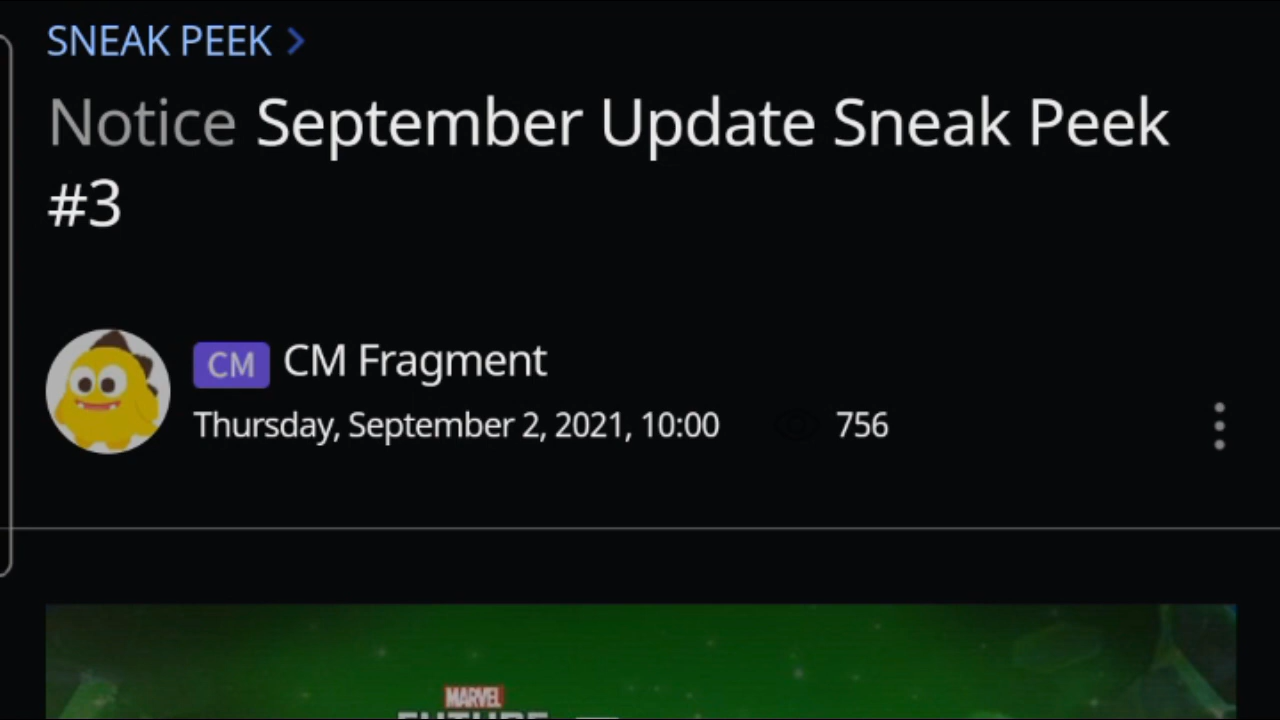 SNEAK PEEK >
Notice September Update Sneak Peek
#3
CM CM Fragment
Thursday, September 2, 2021, 10:00 756
MARVEL
FUTURE